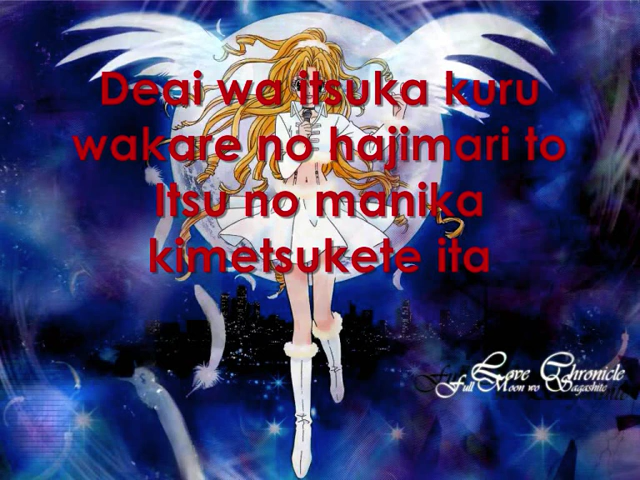 Deai wa itsuka kuru
wakare no hajimari to
Itsu no manika
kimetsukete ita
Love Chronicle
Full Moon wo Sagashite